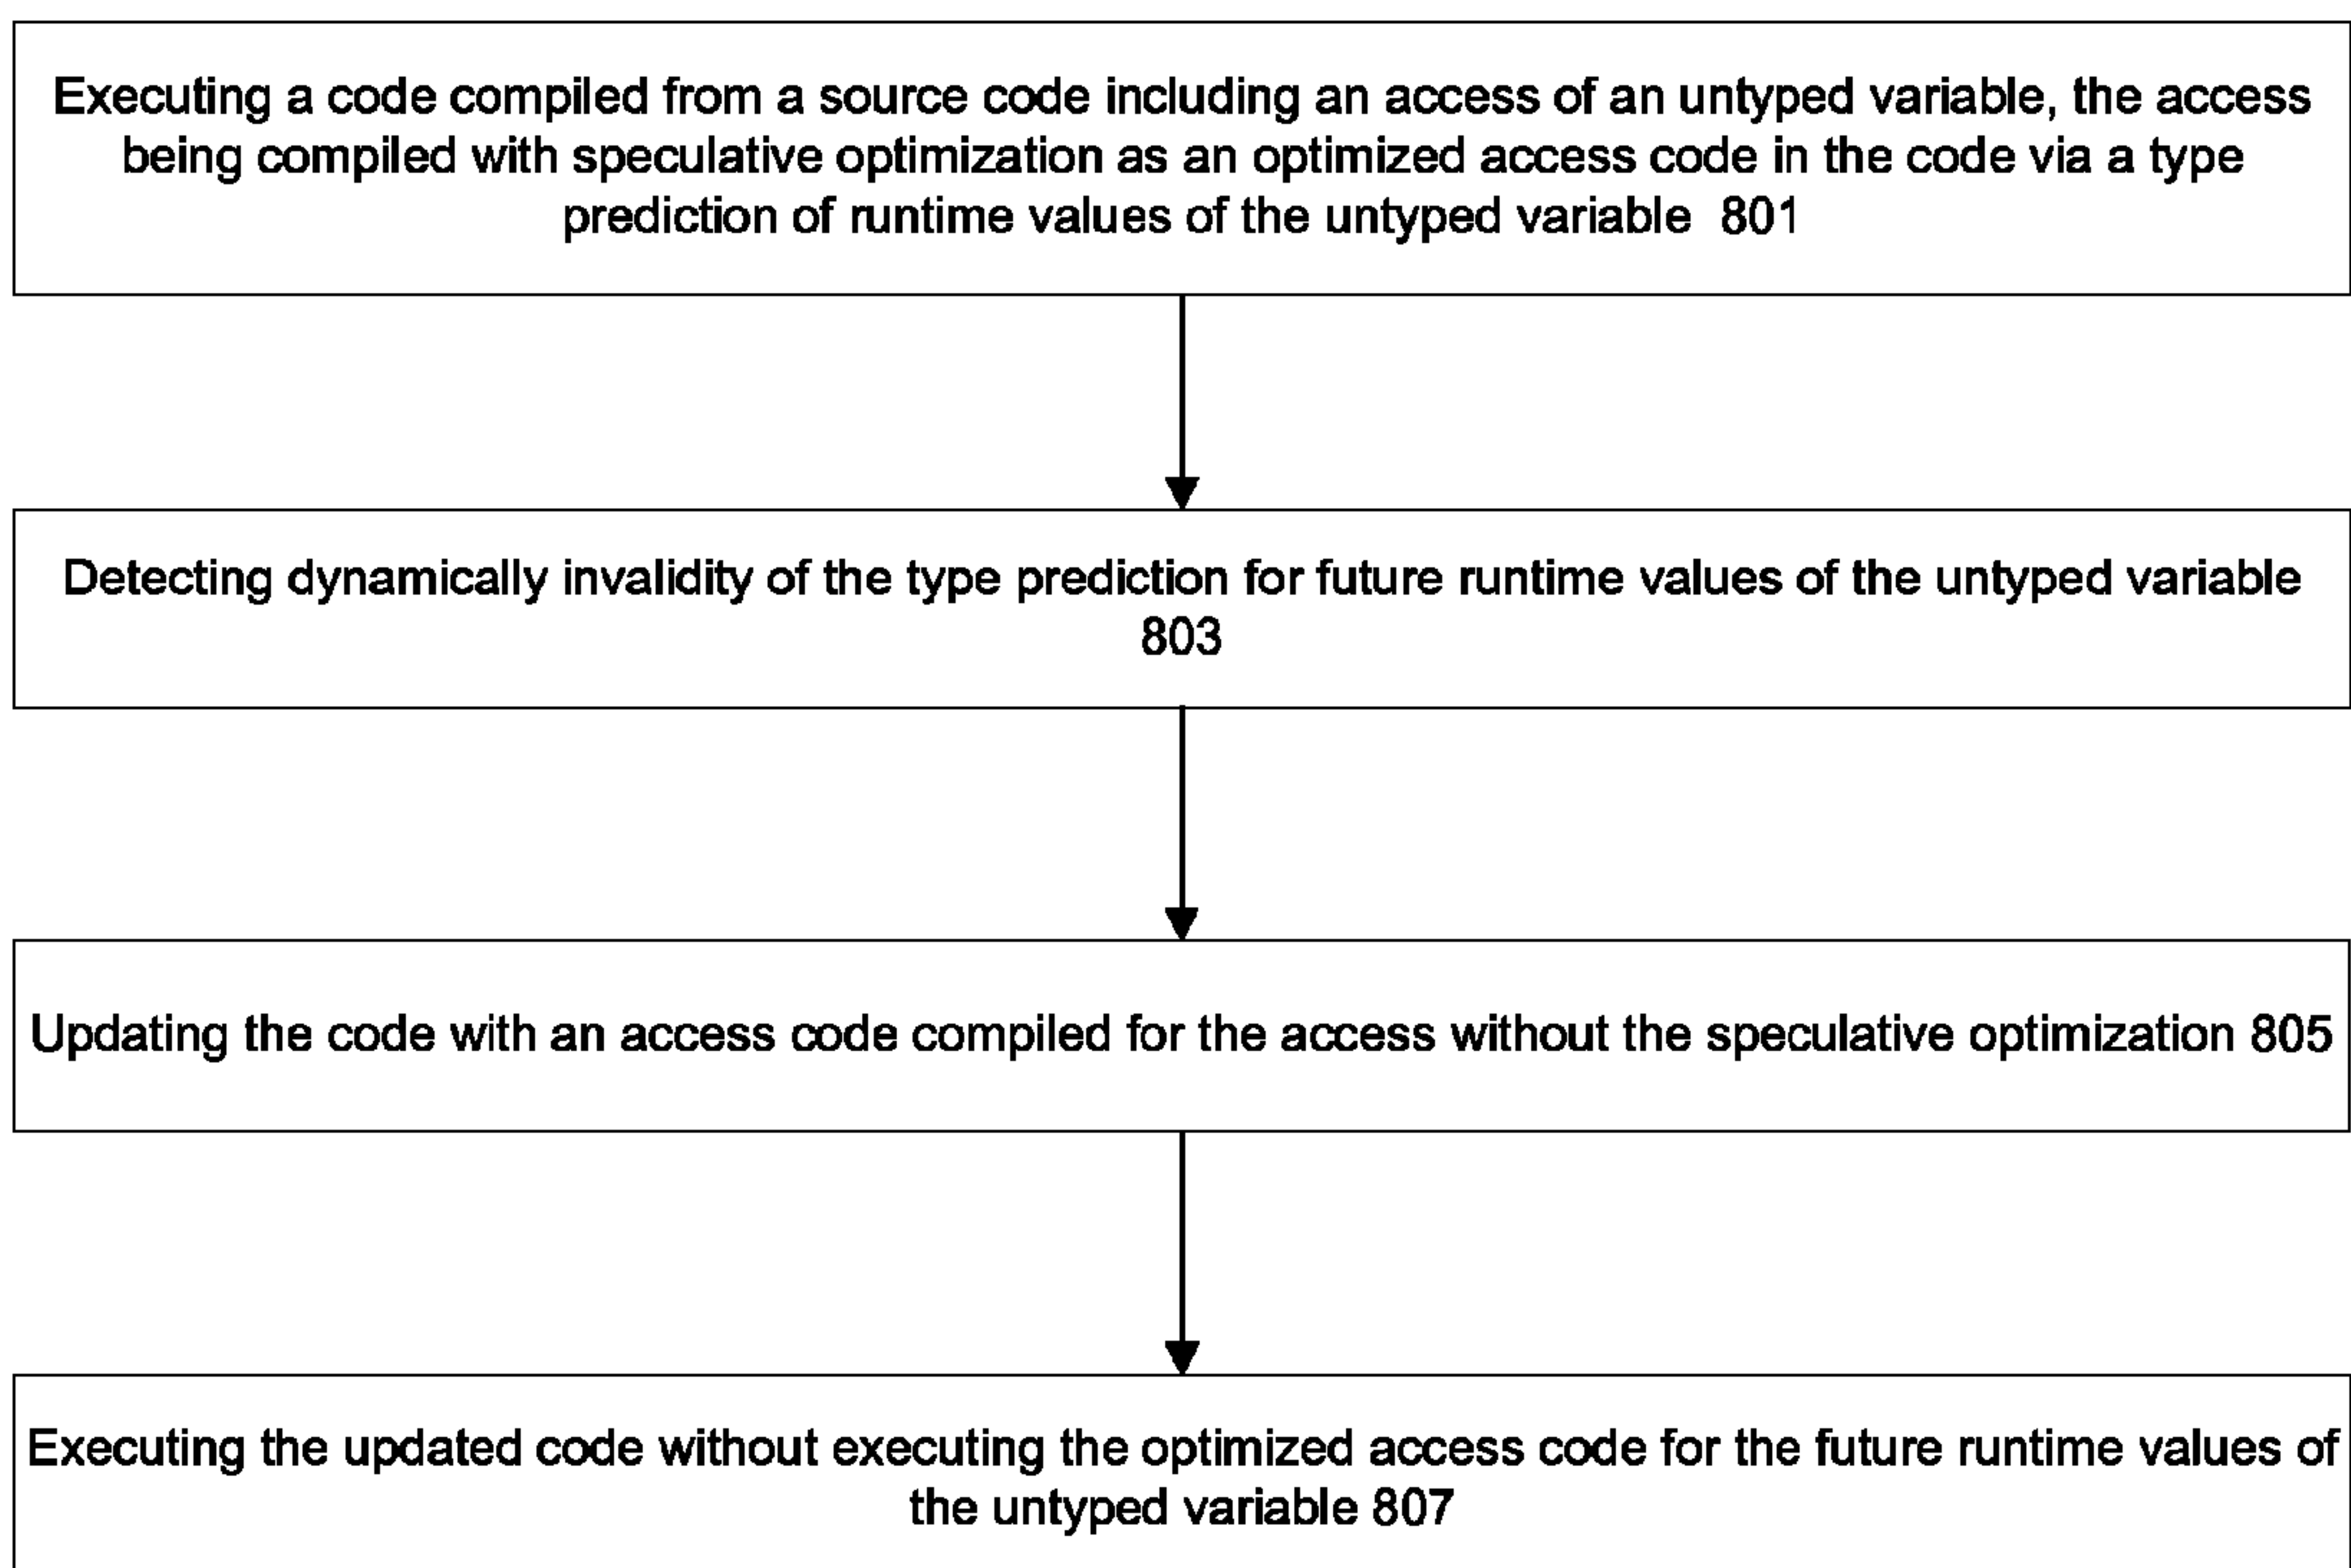 Executing a code compiled from a source code including an access of an untyped variable, the access
being compiled with speculative optimization as an optimized access code in the code via a type
prediction of runtime values of the untyped variable 801
Detecting dynamically invalidity of the type prediction for future runtime values of the untyped variable
803
Updating the code with an access code compiled for the access without the speculative optimization 805
Executing the updated code without executing the optimized access code for the future runtime values of
the untyped variable 807